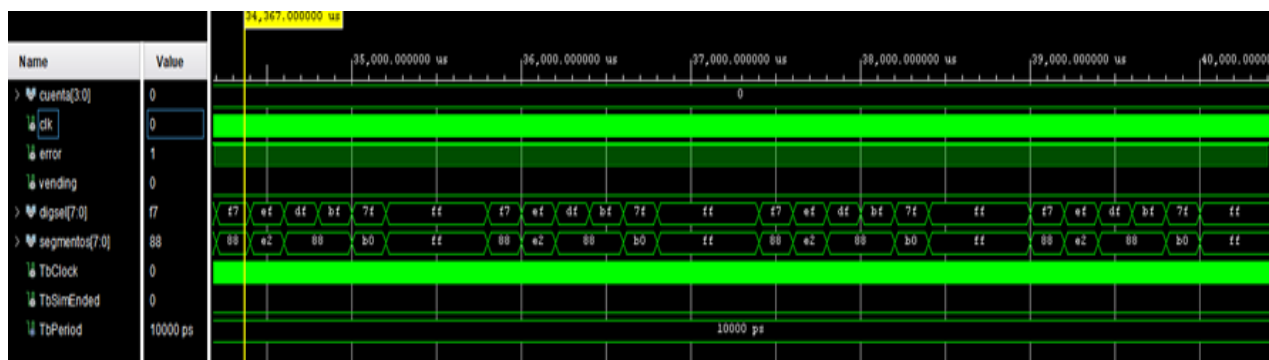 34,367.000000 us
Name Value
35,000.000000 us 36,000.000000 us 37,000.000000 us 38,000.000000 us 39,000.000000 us 40,000.0000
cuenta[3:0] 0 0
clk 0
error 1
vending 0
digsel[7:0] f7 f7 ef df bf 7f ff f7 ef df bf 7f ff f7 ef df bf 7f ff f7 ef df bf 7f ff
segmentos[7:0] 88 88 e2 88 b0 ff 88 e2 88 b0 ff 88 e2 88 b0 ff 88 e2 88 b0 ff
TbClock 0
TbSimEnded 0
TbPeriod 10000 ps 10000 ps